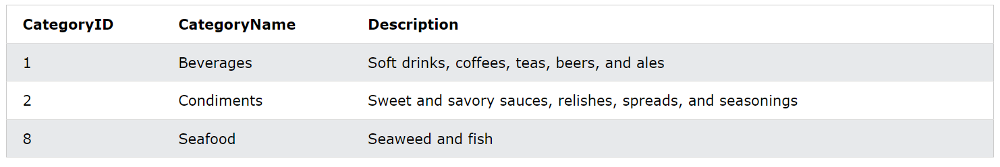 CategoryID CategoryName Description
1 Beverages Soft drinks, coffees, teas, beers, and ales
2 Condiments Sweet and savory sauces, relishes, spreads, and seasonings
8 Seafood Seaweed and fish